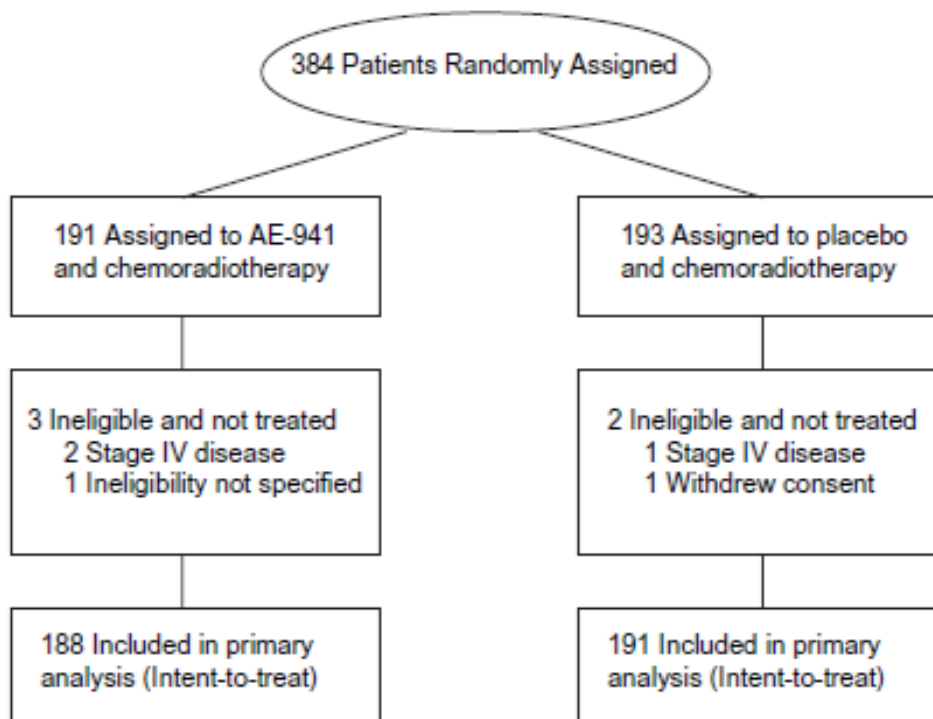 384 Patients Randomly Assigned
191 Assigned to AE-941
and chemoradiotherapy
193 Assigned to placebo
and chemoradiotherapy
3 Ineligible and not treated
2 Stage IV disease
1 Ineligibility not specified
2 Ineligible and not treated
1 Stage IV disease
1 Withdrew consent
188 Included in primary
analysis (Intent-to-treat)
191 Included in primary
analysis (Intent-to-treat)